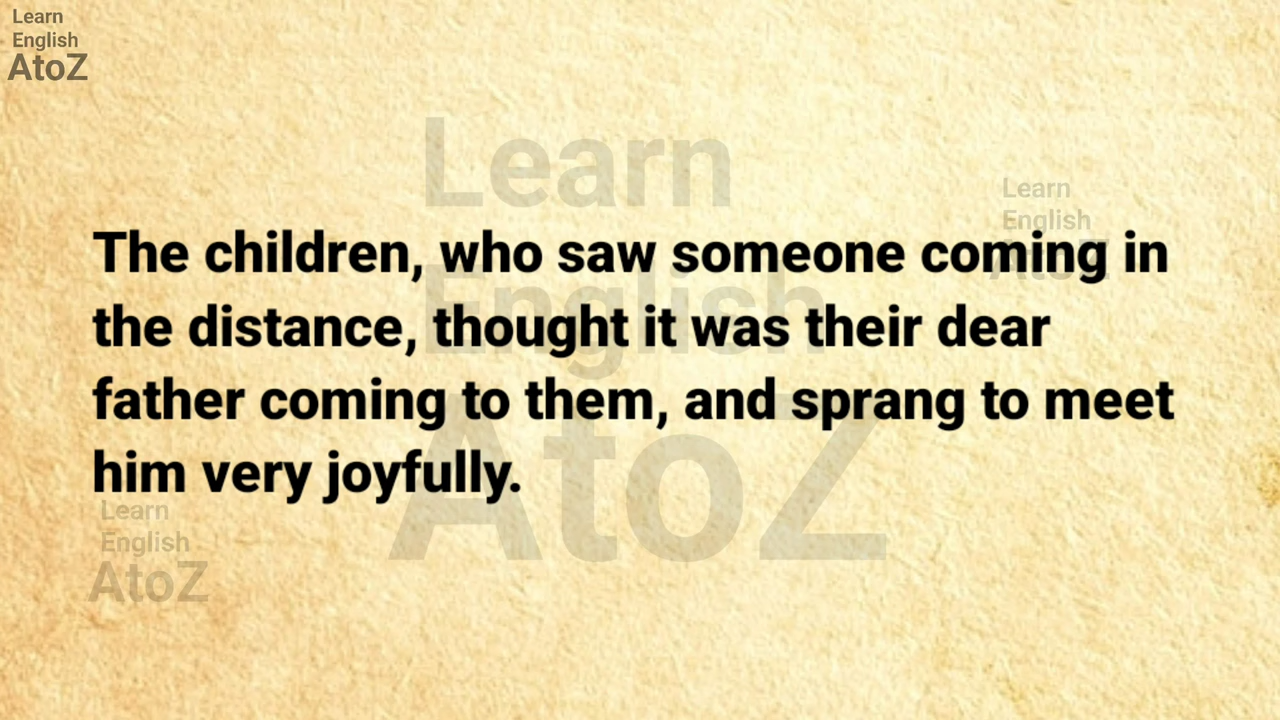 Learn
English
AtoZ
Learn
English
AtoZ
Learn
English
AtoZ
The children, who saw someone coming in
the distance, thought it was their dear
father coming to them, and sprang to meet
him very joyfully.
Learn
English
AtoZ